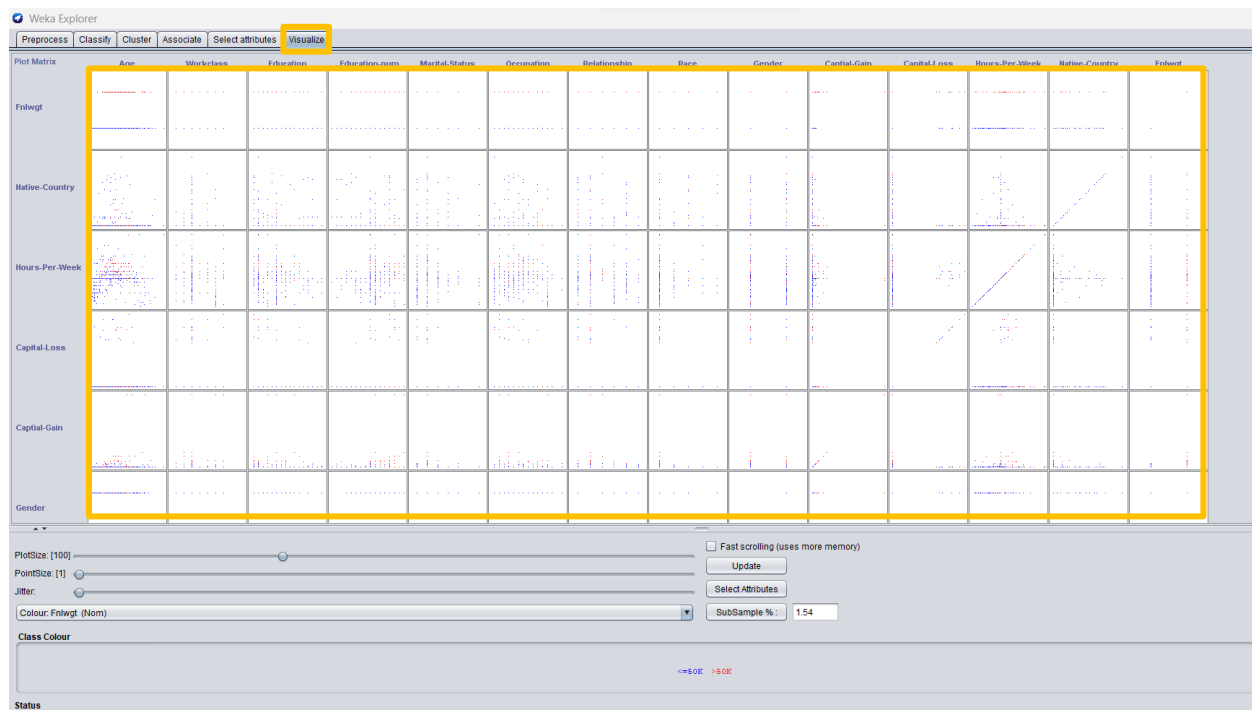 Weka Explorer
Preprocess Classify Cluster Associate Select attributes Visualize
Plot Matrix Age Workclass Education Education-num Marital-Status Occupation Relationship Race Gender Captial-Gain Capital-Loss Hours-Per-Week Native-Country Fnlwgt
Fnlwgt
Native-Country
Hours-Per-Week
Capital-Loss
Captial-Gain
Gender
PlotSize: [100]
Fast scrolling (uses more memory)
PointSize: [1]
Update
Jitter:
Select Attributes
Colour: Fnlwgt (Nom)
SubSample % : 1.54
Class Colour
<=50K >50K
Status